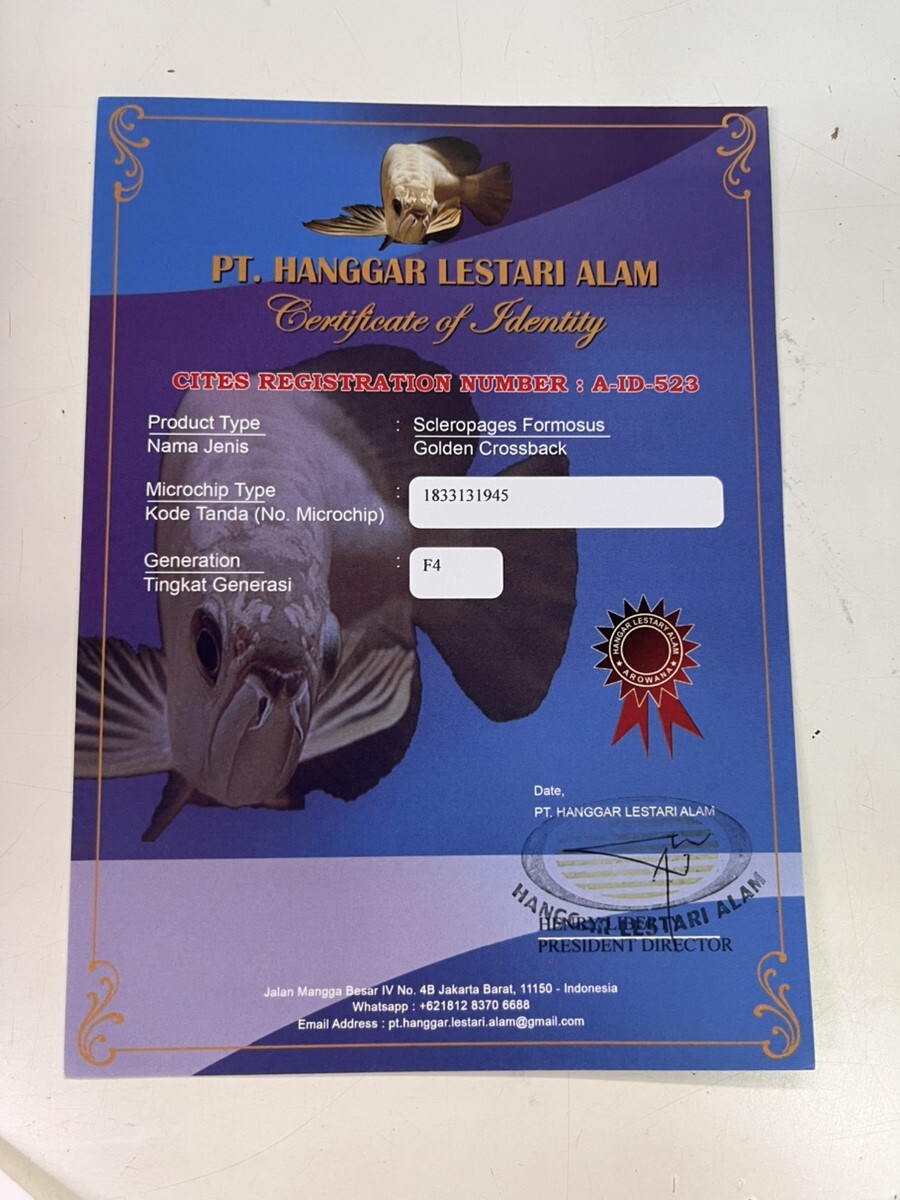 PT. HANGGAR LESTARI ALAM
Certificate of Identity
CITES REGISTRATION NUMBER : A-ID-523
Product Type : Scleropages Formosus
Nama Jenis Golden Crossback
Microchip Type : 1833131945
Kode Tanda (No. Microchip)
Generation : F4
Tingkat Generasi
HANGGAR LESTARY ALAM
AROWANA
Date,
PT. HANGGAR LESTARI ALAM
HANGGAR LESTARI ALAM
HENRY LIBERTY
PRESIDENT DIRECTOR
Jalan Mangga Besar IV No. 4B Jakarta Barat, 11150 - Indonesia
Whatsapp : +621812 8370 6688
Email Address : pt.hanggar.lestari.alam@gmail.com